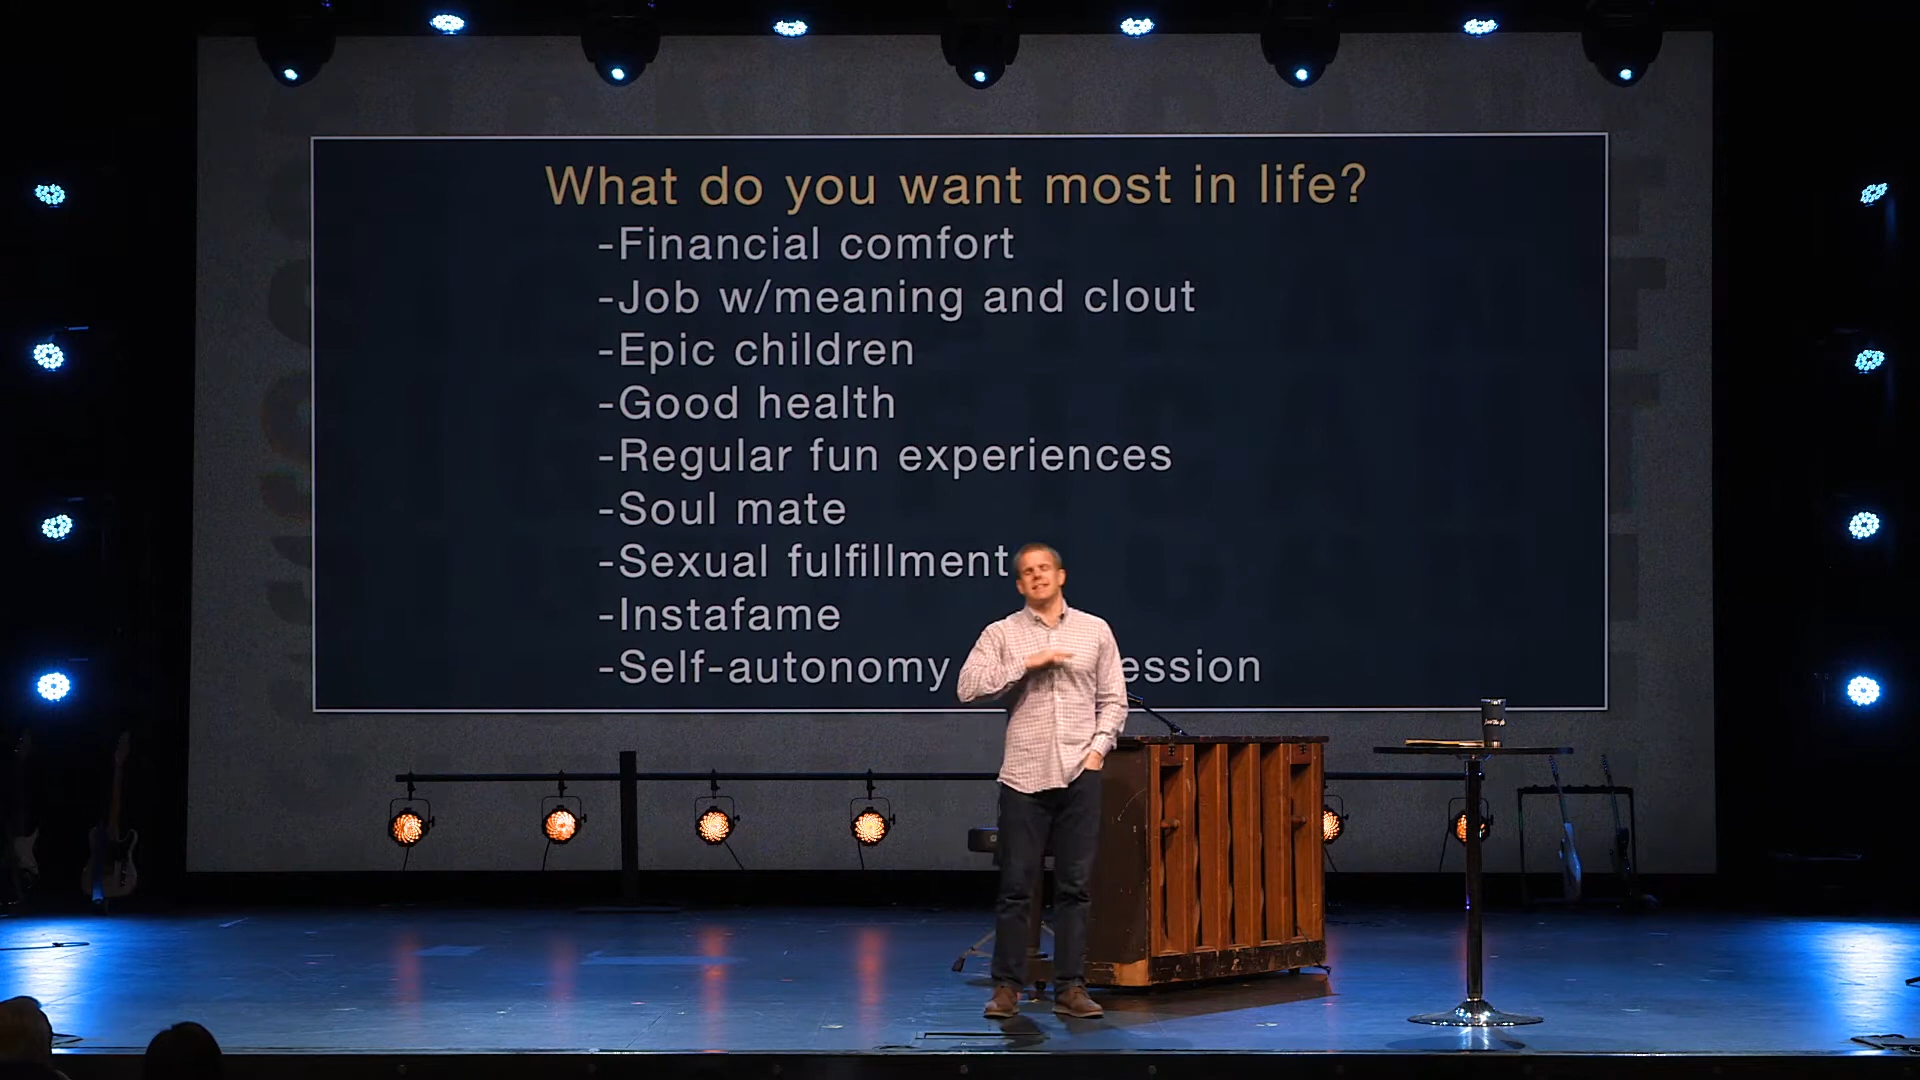 What do you want most in life?
-Financial comfort
-Job w/meaning and clout
-Epic children
-Good health
-Regular fun experiences
-Soul mate
-Sexual fulfillment
-Instafame
-Self-autonomy